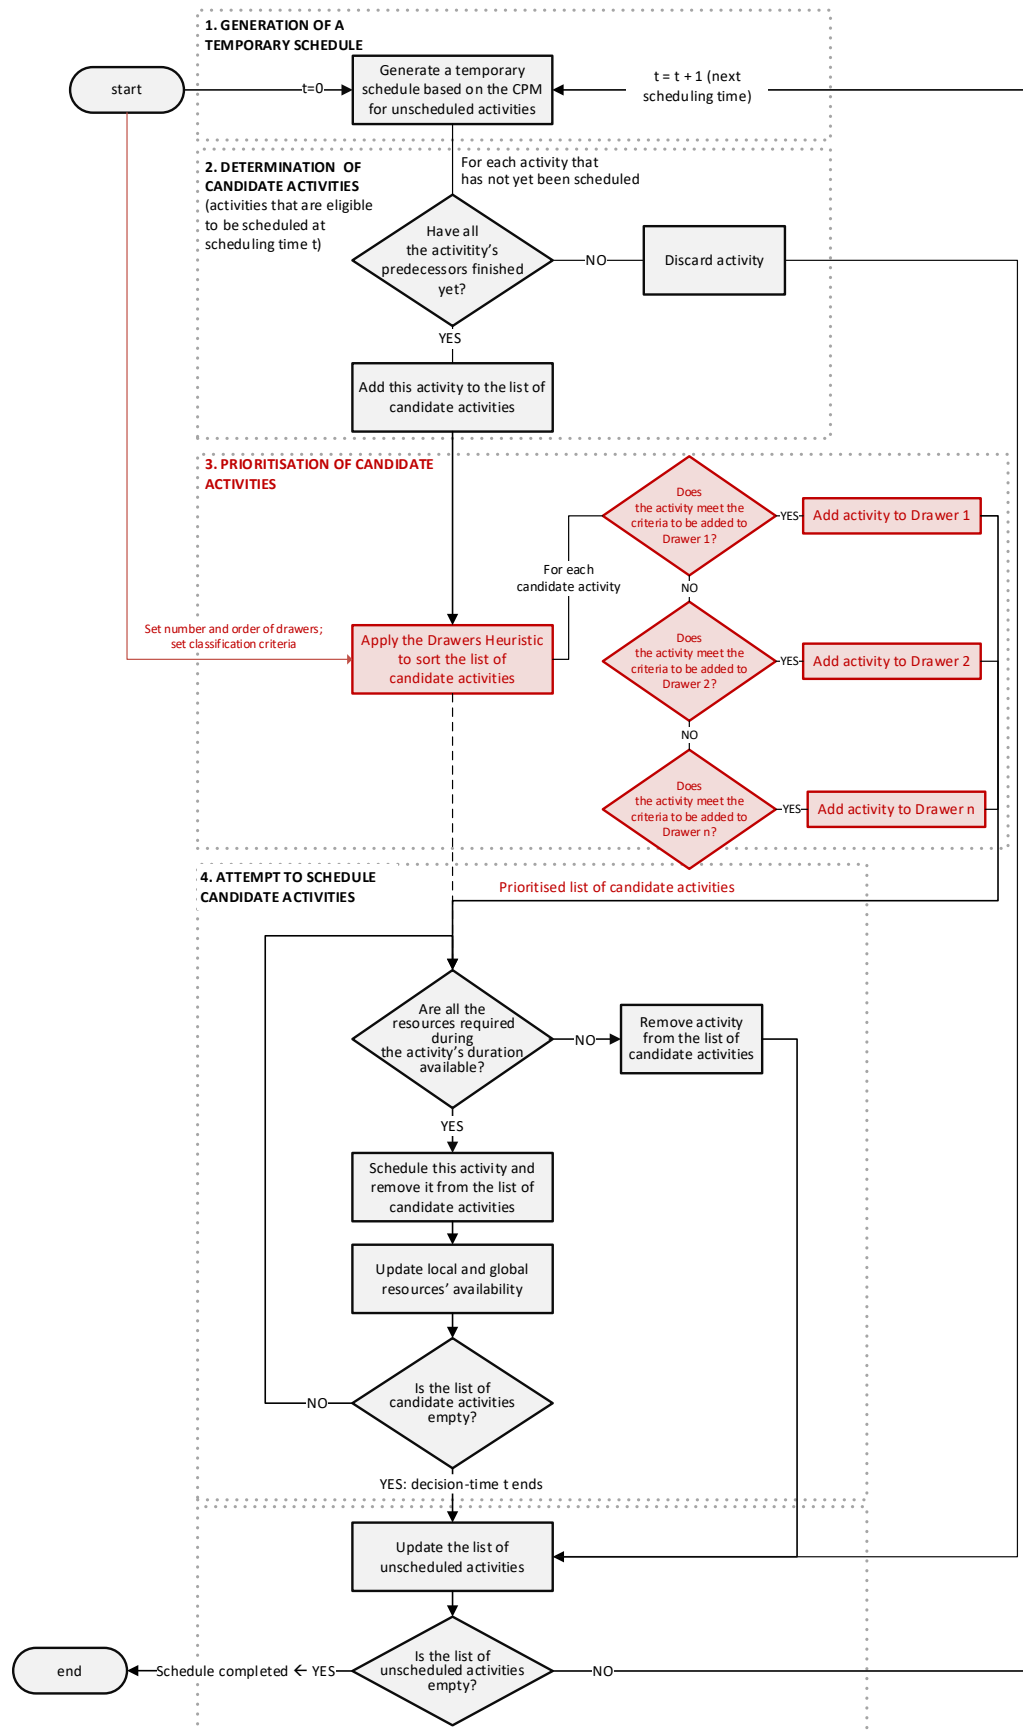 1. GENERATION OF A
TEMPORARY SCHEDULE
start
t=0
Generate a temporary
schedule based on the CPM
for unscheduled activities
t = t + 1 (next
scheduling time)
2. DETERMINATION OF
CANDIDATE ACTIVITIES
(activities that are eligible
to be scheduled at
scheduling time t)
For each activity that
has not yet been scheduled
Have all
the activitity's
predecessors finished
yet?
NO
Discard activity
YES
Add this activity to the list of
candidate activities
3. PRIORITISATION OF CANDIDATE
ACTIVITIES
Does
the activity meet the
criteria to be added to
Drawer 1?
YES
Add activity to Drawer 1
For each
candidate activity
NO
Set number and order of drawers;
set classification criteria
Apply the Drawers Heuristic
to sort the list of
candidate activities
Does
the activity meet the
criteria to be added to
Drawer 2?
YES
Add activity to Drawer 2
NO
Does
the activity meet the
criteria to be added to
Drawer n?
YES
Add activity to Drawer n
4. ATTEMPT TO SCHEDULE
CANDIDATE ACTIVITIES
Prioritised list of candidate activities
Are all the
resources required
during
the activity's duration
available?
NO
Remove activity
from the list of
candidate activities
YES
Schedule this activity and
remove it from the list of
candidate activities
Update local and global
resources' availability
Is the list of
candidate activities
empty?
NO
YES: decision-time t ends
Update the list of
unscheduled activities
Is the list of
unscheduled activities
empty?
NO
Schedule completed ← YES
end